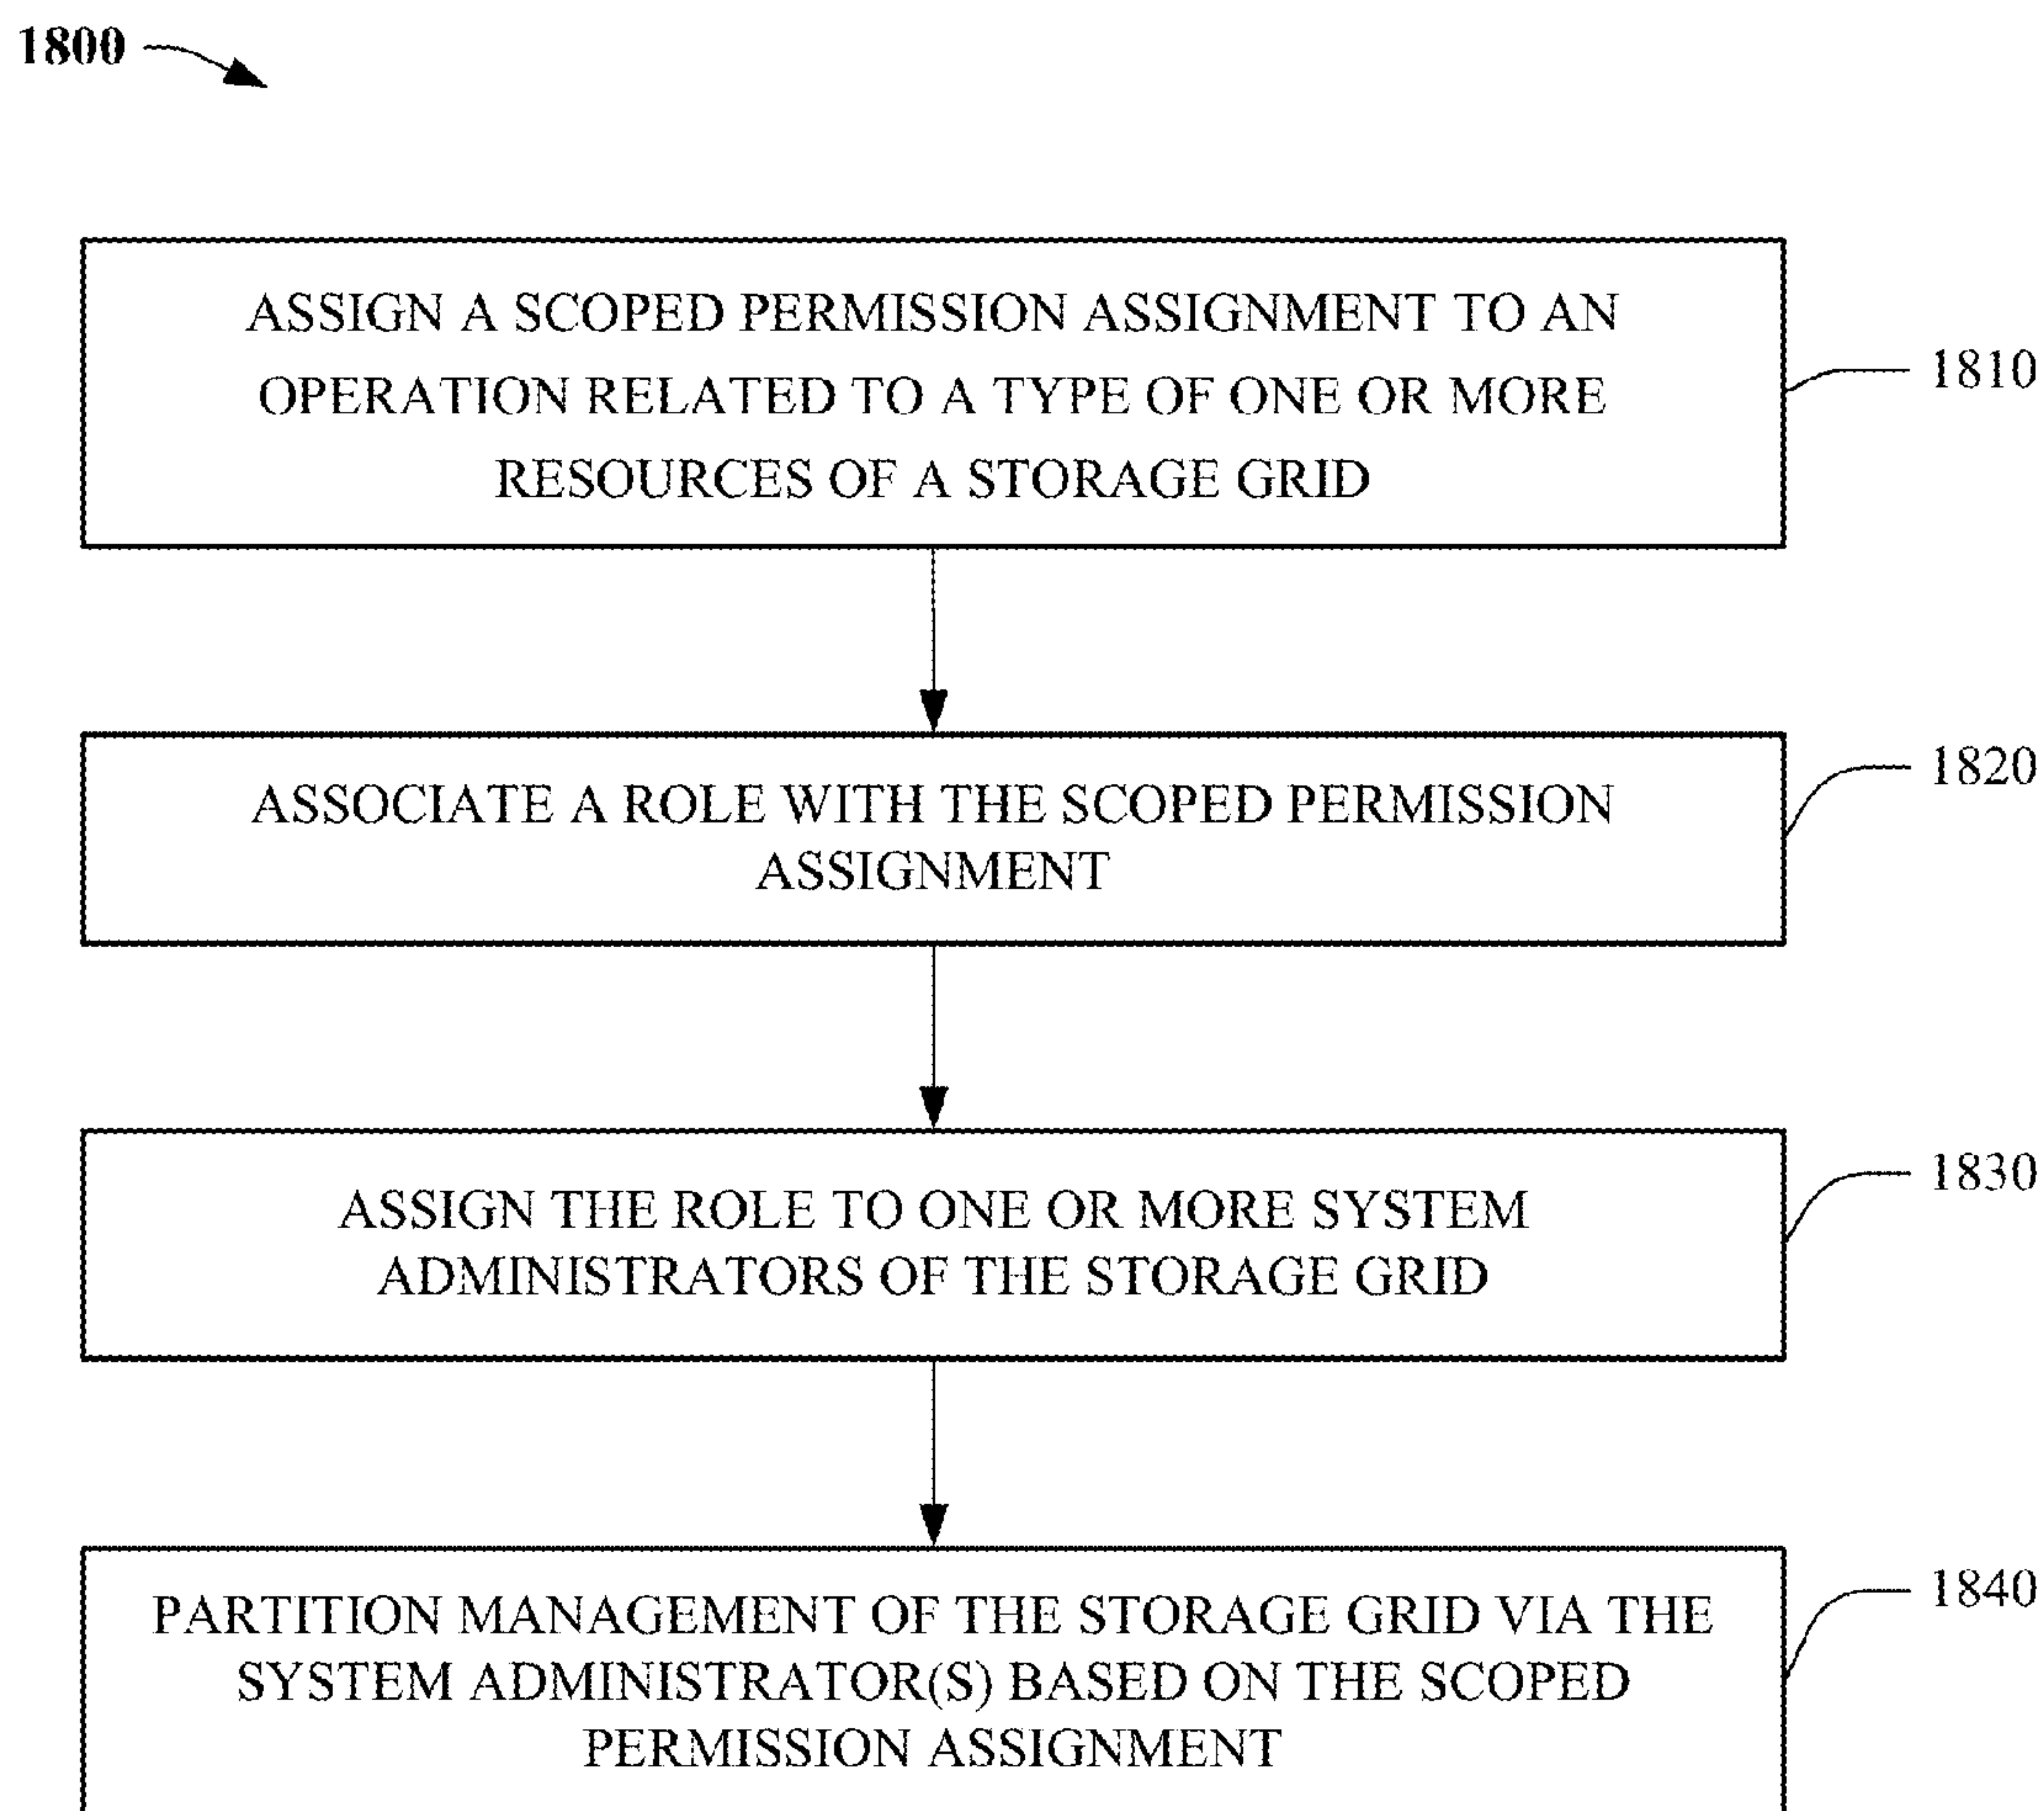 1800
ASSIGN A SCOPED PERMISSION ASSIGNMENT TO AN
OPERATION RELATED TO A TYPE OF ONE OR MORE
RESOURCES OF A STORAGE GRID
1810
ASSOCIATE A ROLE WITH THE SCOPED PERMISSION
ASSIGNMENT
1820
ASSIGN THE ROLE TO ONE OR MORE SYSTEM
ADMINISTRATORS OF THE STORAGE GRID
1830
PARTITION MANAGEMENT OF THE STORAGE GRID VIA THE
SYSTEM ADMINISTRATOR(S) BASED ON THE SCOPED
PERMISSION ASSIGNMENT
1840